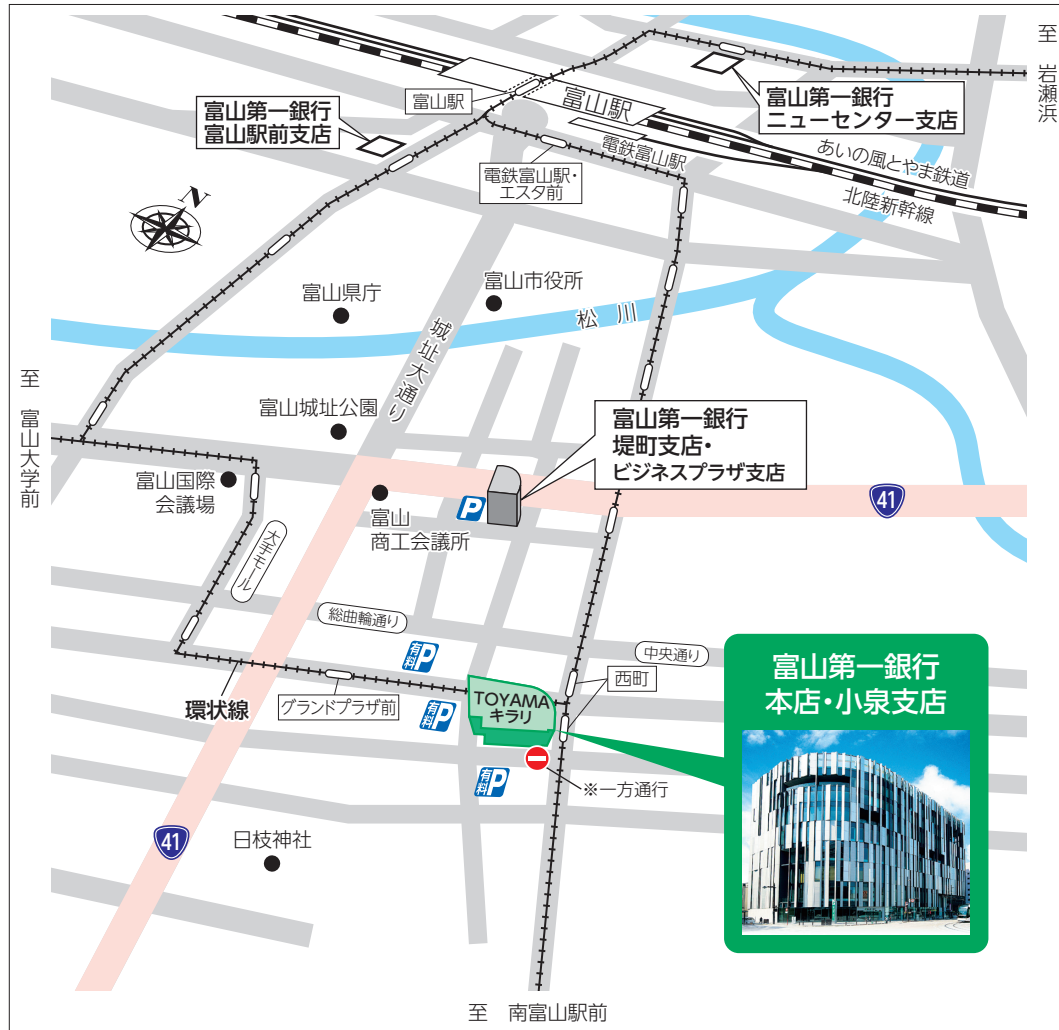 至 岩瀬浜
富山第一銀行
富山駅前支店
富山駅
富山駅
富山第一銀行
ニューセンター支店
電鉄富山駅・
エスタ前
電鉄富山駅
あいの風とやま鉄道
北陸新幹線
N
富山県庁
富山市役所
松川
城址大通り
至 富山大学前
富山城址公園
富山第一銀行
堤町支店・
ビジネスプラザ支店
富山国際
会議場
P
富山
商工会議所
41
大手モール
総曲輪通り
中央通り
有料P
西町
環状線
グランドプラザ前
有料P
TOYAMA
キラリ
富山第一銀行
本店・小泉支店
有料P
※一方通行
41
日枝神社
至 南富山駅前